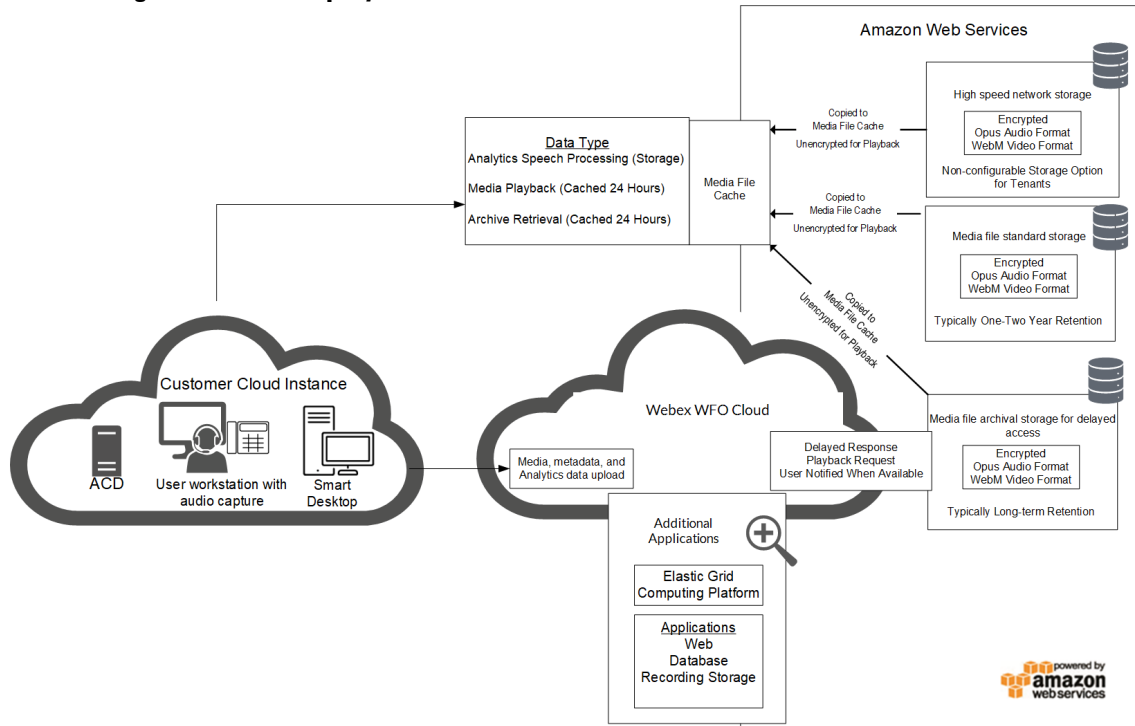 Amazon Web Services
High speed network storage
Encrypted
Opus Audio Format
WebM Video Format
Non-configurable Storage Option
for Tenants
Copied to
Media File Cache
Unencrypted for Playback
Data Type
Analytics Speech Processing (Storage)
Media Playback (Cached 24 Hours)
Archive Retrieval (Cached 24 Hours)
Media File
Cache
Copied to
Media File Cache
Unencrypted for Playback
Media file standard storage
Encrypted
Opus Audio Format
WebM Video Format
Typically One-Two Year Retention
Copied to
Media File Cache
Unencrypted for Playback
Customer Cloud Instance
ACD
User workstation with
audio capture
Smart
Desktop
Webex WFO Cloud
Media, metadata, and
Analytics data upload
Delayed Response
Playback Request
User Notified When Available
Media file archival storage for delayed
access
Encrypted
Opus Audio Format
WebM Video Format
Typically Long-term Retention
Additional
Applications
Elastic Grid
Computing Platform
Applications
Web
Database
Recording Storage
powered by
amazon
webservices